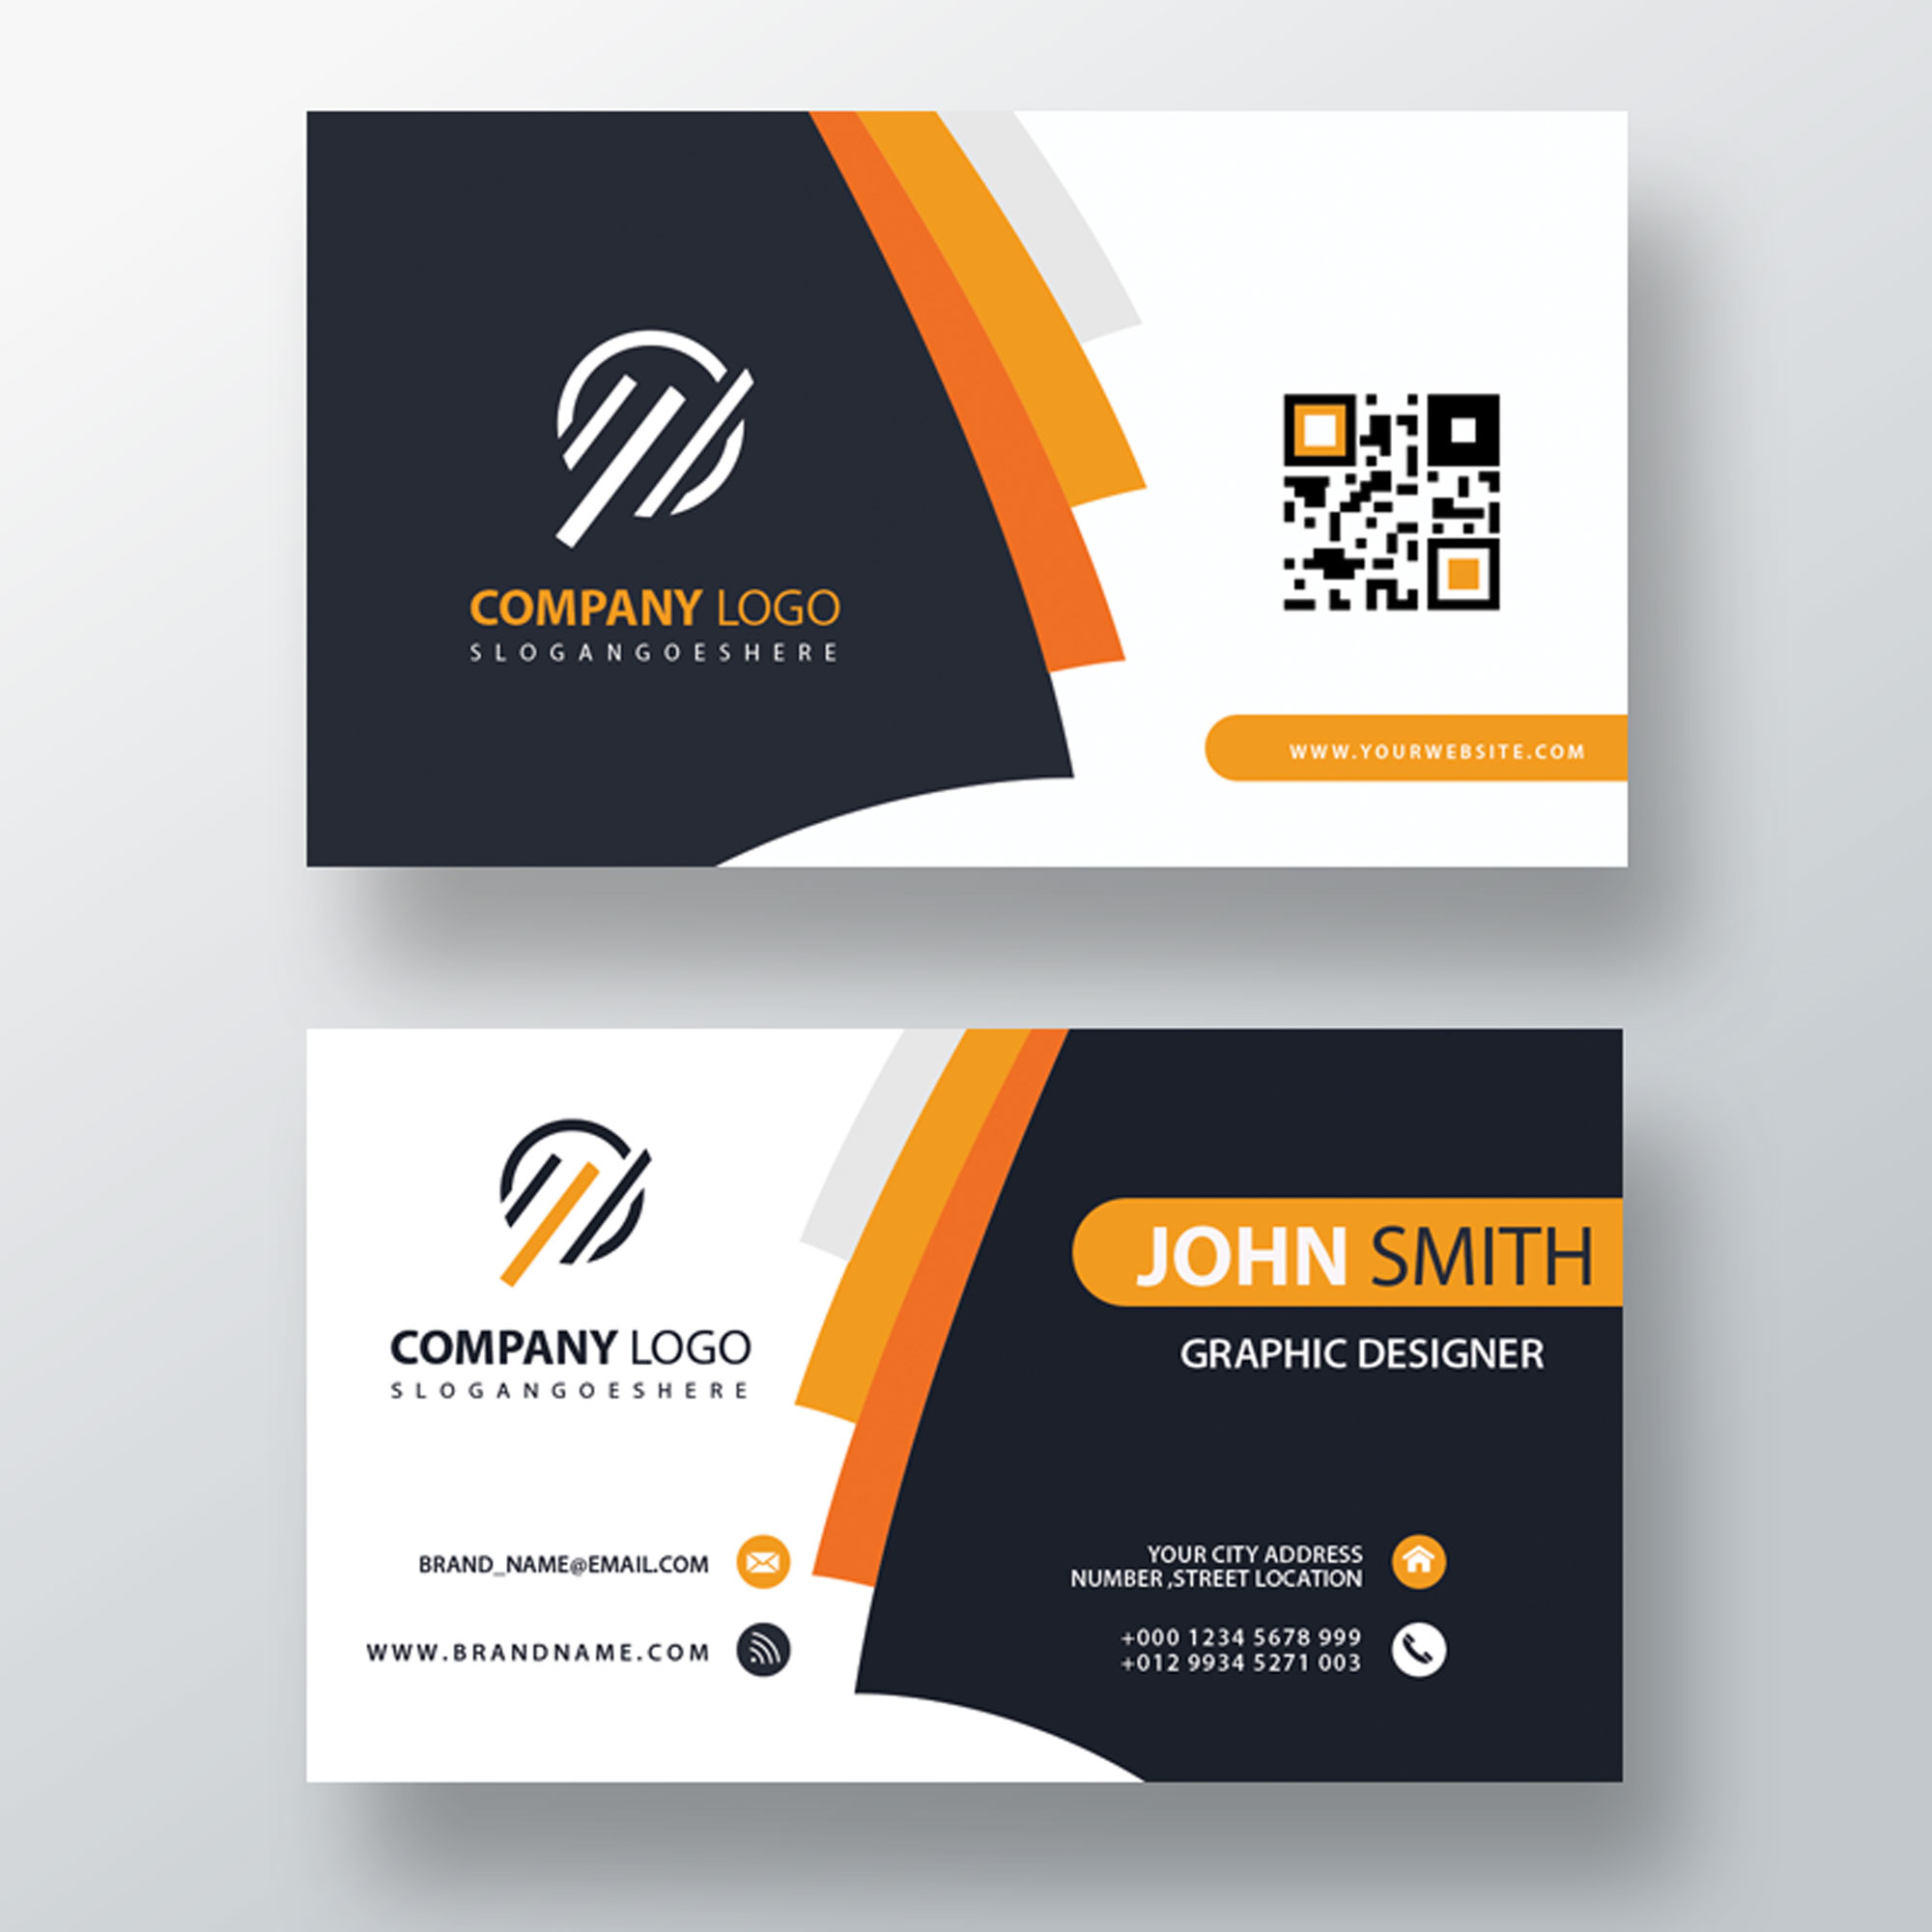 COMPANY LOGO
SLOGANGOESHERE
WWW.YOURWEBSITE.COM
COMPANY LOGO
SLOGANGOESHERE
BRAND_NAME@EMAIL.COM
WWW.BRANDNAME.COM
JOHN SMITH
GRAPHIC DESIGNER
YOUR CITY ADDRESS
NUMBER ,STREET LOCATION
+000 1234 5678 999
+012 9934 5271 003